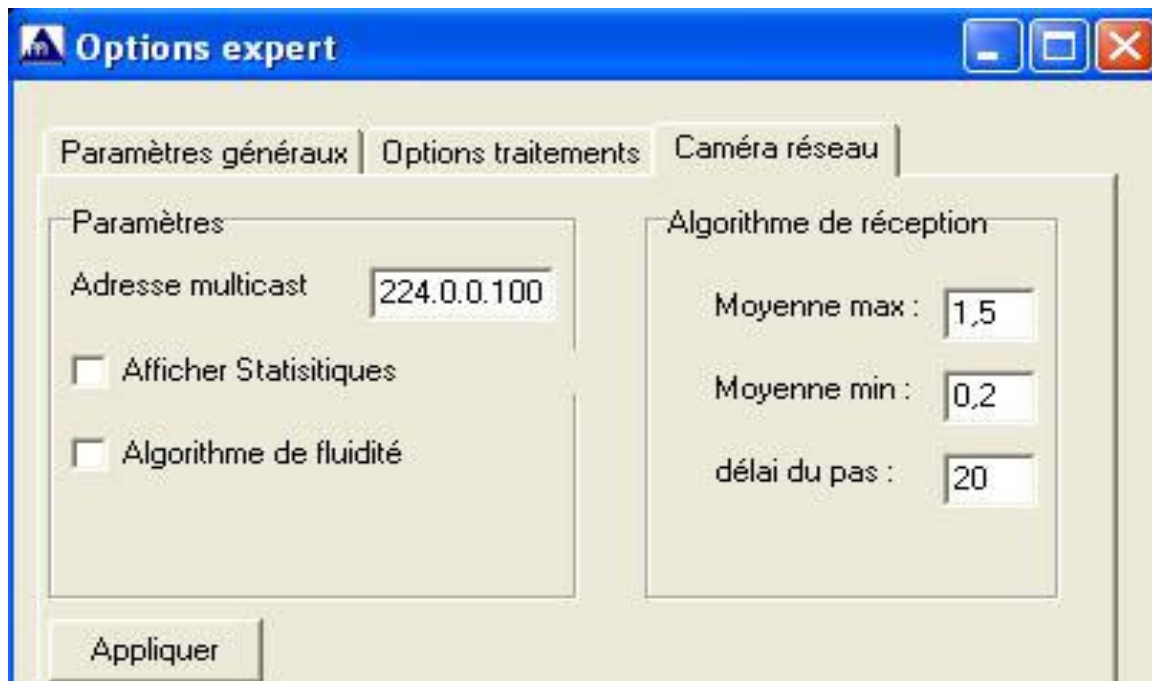 Options expert
Paramètres généraux
Options traitements
Caméra réseau
Paramètres
Adresse multicast
224.0.0.100
Afficher Statisitiques
Algorithme de fluidité
Algorithme de réception
Moyenne max :
1,5
Moyenne min :
0,2
délai du pas :
20
Appliquer